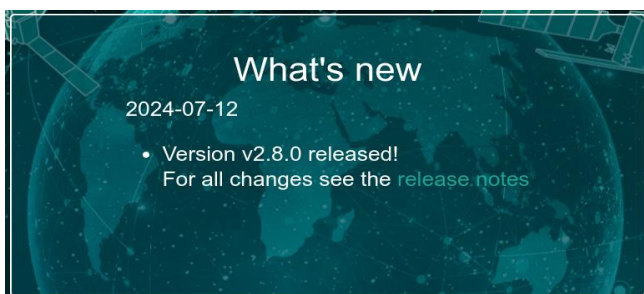 What's new
2024-07-12
• Version v2.8.0 released!
For all changes see the release notes